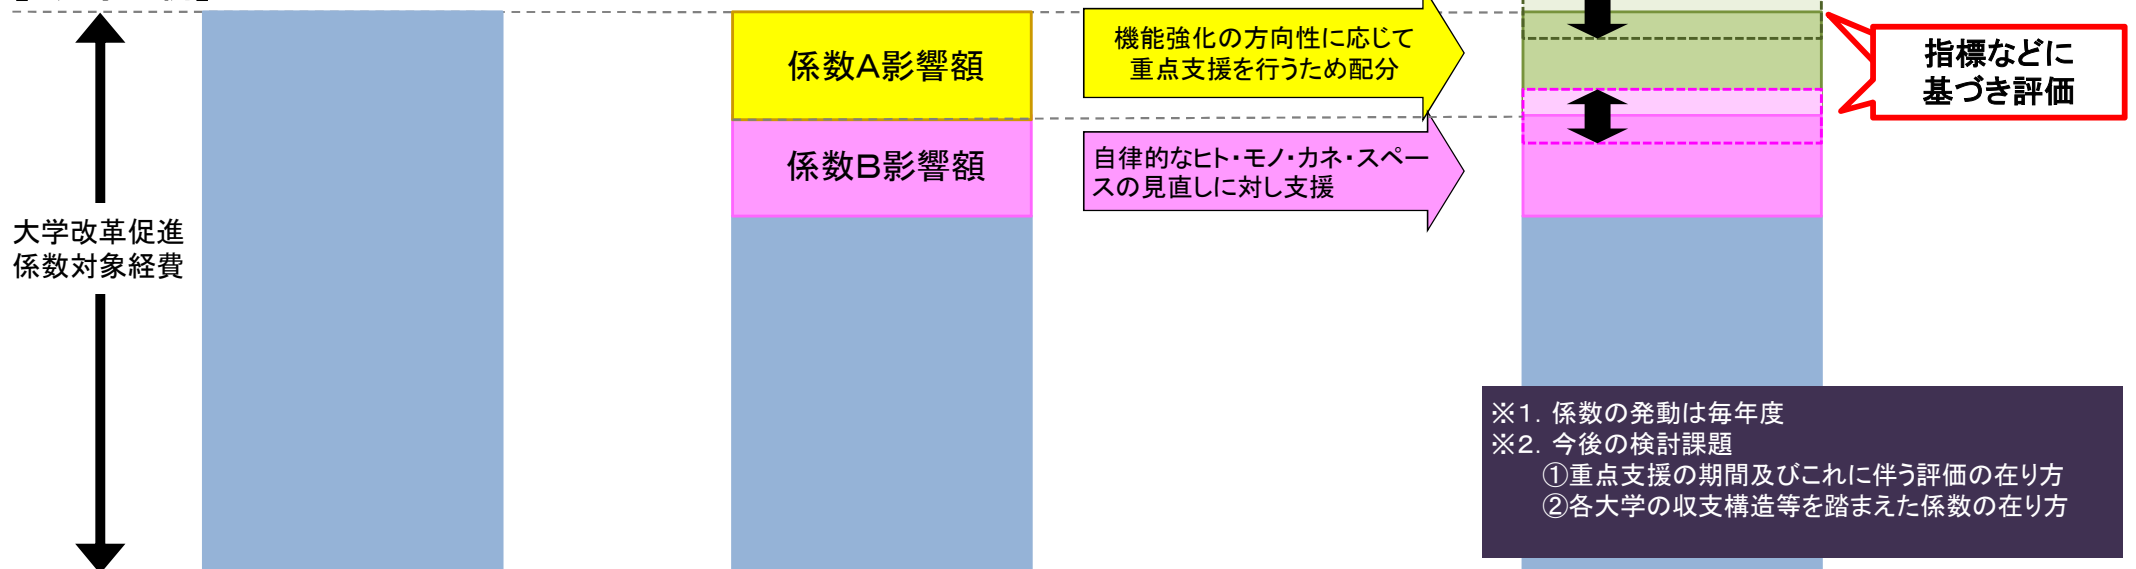 係数A影響額
機能強化の方向性に応じて
重点支援を行うため配分
指標などに
基づき評価
係数B影響額
自律的なヒト・モノ・カネ・スペー
スの見直しに対し支援
大学改革促進
係数対象経費
※1. 係数の発動は毎年度
※2. 今後の検討課題
①重点支援の期間及びこれに伴う評価の在り方
②各大学の収支構造等を踏まえた係数の在り方